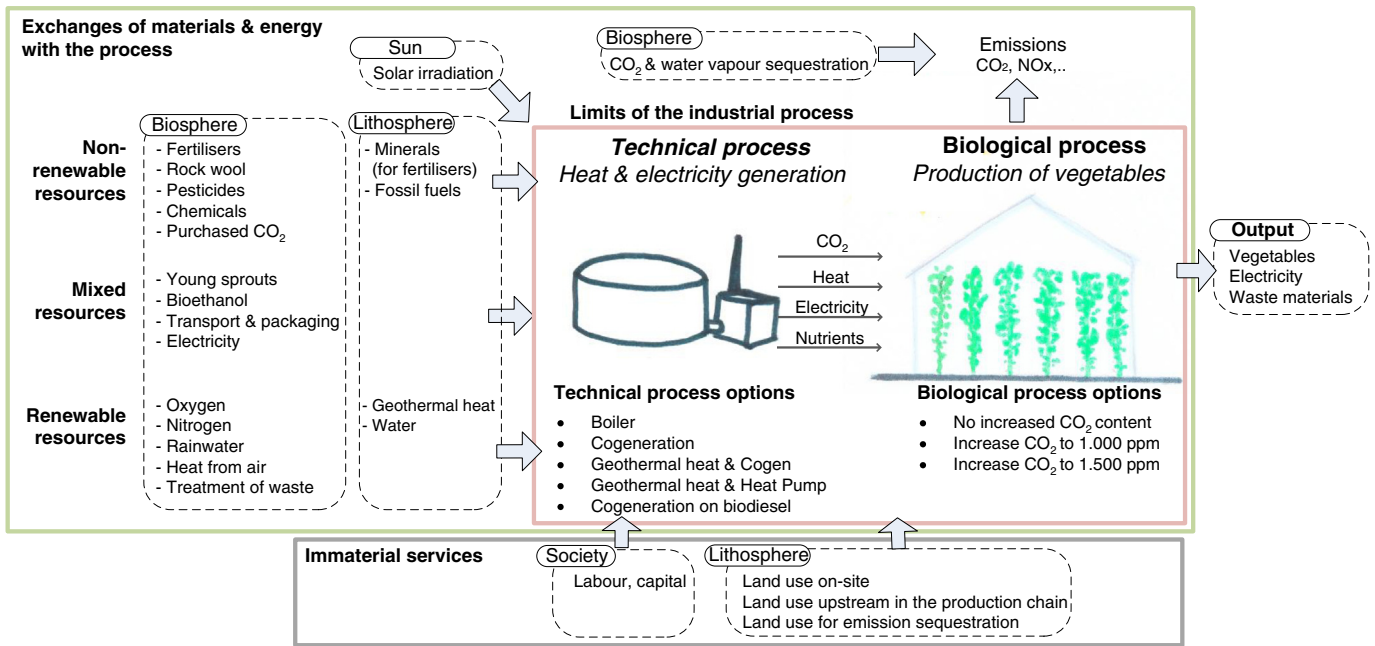 Exchanges of materials & energy
with the process
Sun
Solar irradiation
Biosphere
CO₂ & water vapour sequestration
Emissions
CO₂, NOx,..
Limits of the industrial process
Non-
renewable
resources
Mixed
resources
Renewable
resources
Biosphere
- Fertilisers
- Rock wool
- Pesticides
- Chemicals
- Purchased CO₂
- Young sprouts
- Bioethanol
- Transport & packaging
- Electricity
- Oxygen
- Nitrogen
- Rainwater
- Heat from air
- Treatment of waste
Lithosphere
- Minerals
(for fertilisers)
- Fossil fuels
- Geothermal heat
- Water
Technical process
Heat & electricity generation
Biological process
Production of vegetables
CO₂
Heat
Electricity
Nutrients
Technical process options
• Boiler
• Cogeneration
• Geothermal heat & Cogen
• Geothermal heat & Heat Pump
• Cogeneration on biodiesel
Biological process options
• No increased CO₂ content
• Increase CO₂ to 1.000 ppm
• Increase CO₂ to 1.500 ppm
Output
Vegetables
Electricity
Waste materials
Immaterial services
Society
Labour, capital
Lithosphere
Land use on-site
Land use upstream in the production chain
Land use for emission sequestration